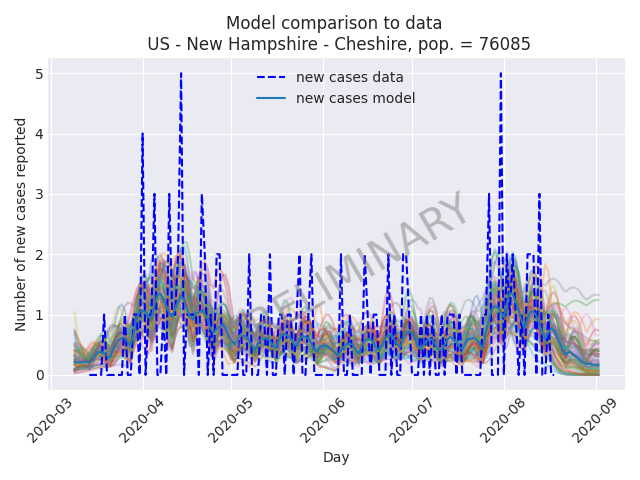 Model comparison to data
US - New Hampshire - Cheshire, pop. = 76085
new cases data
new cases model
PRELIMINARY
Number of new cases reported
5
4
3
2
1
0
2020-03
2020-04
2020-05
2020-06
2020-07
2020-08
2020-09
Day